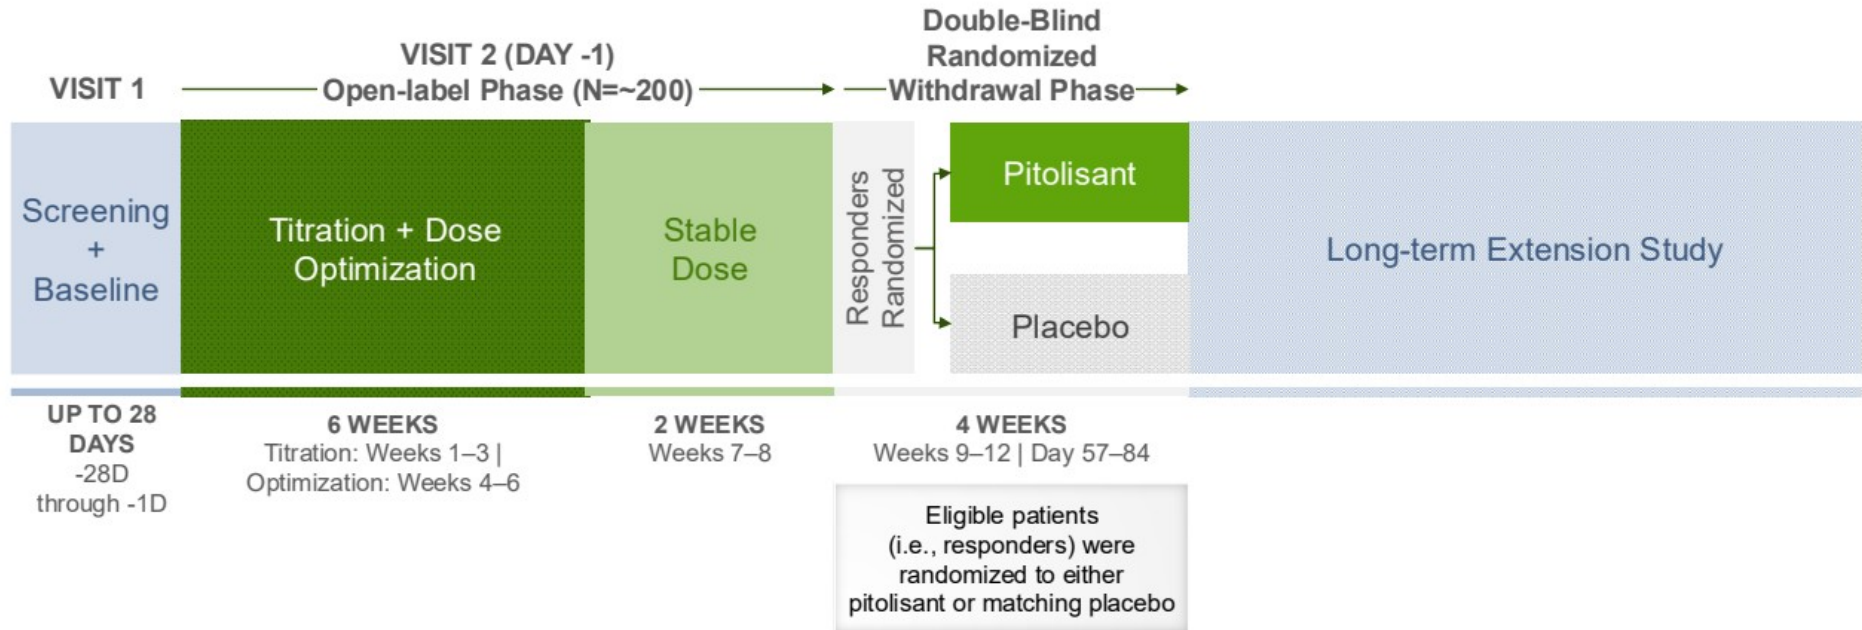 VISIT 1
VISIT 2 (DAY -1)
Open-label Phase (N=~200)
Double-Blind
Randomized
Withdrawal Phase
Screening
+
Baseline
Titration + Dose
Optimization
Stable
Dose
Responders
Randomized
Pitolisant
Placebo
Long-term Extension Study
UP TO 28
DAYS
-28D
through -1D
6 WEEKS
Titration: Weeks 1–3 |
Optimization: Weeks 4–6
2 WEEKS
Weeks 7–8
4 WEEKS
Weeks 9–12 | Day 57–84
Eligible patients
(i.e., responders) were
randomized to either
pitolisant or matching placebo